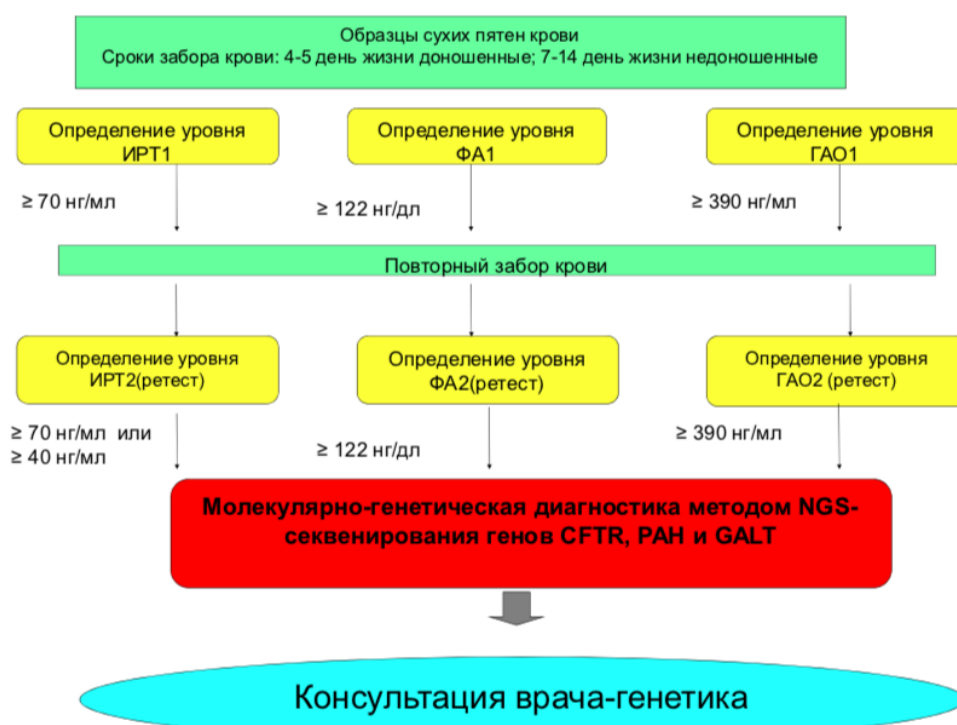 Образцы сухих пятен крови
Сроки забора крови: 4-5 день жизни доношенные; 7-14 день жизни недоношенные
Определение уровня
ИРТ1
Определение уровня
ФА1
Определение уровня
ГАО1
≥ 70 нг/мл
≥ 122 нг/дл
≥ 390 нг/мл
Повторный забор крови
Определение уровня
ИРТ2(ретест)
Определение уровня
ФА2(ретест)
Определение уровня
ГАО2 (ретест)
≥ 70 нг/мл или
≥ 40 нг/мл
≥ 122 нг/дл
≥ 390 нг/мл
Молекулярно-генетическая диагностика методом NGS-
секвенирования генов CFTR, PAH и GALT
Консультация врача-генетика